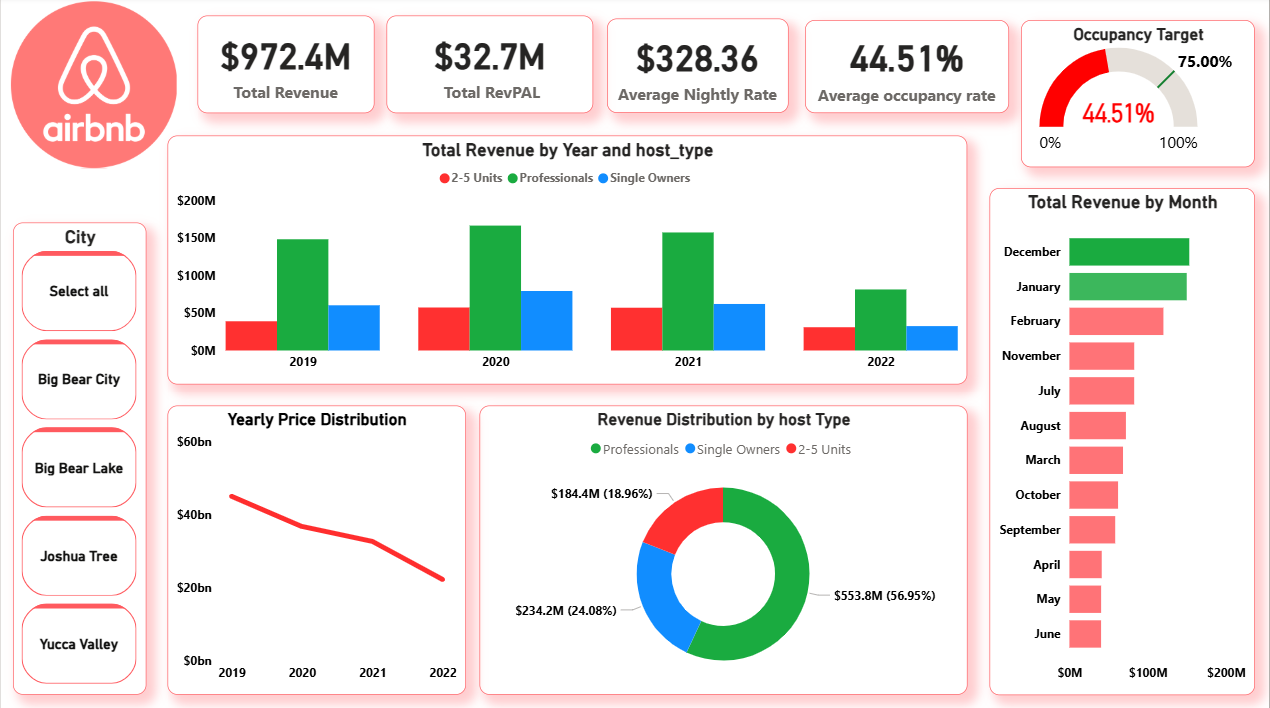 airbnb
$972.4M
Total Revenue
$32.7M
Total RevPAL
$328.36
Average Nightly Rate
44.51%
Average occupancy rate
Occupancy Target
75.00%
44.51%
0%
100%
Total Revenue by Year and host_type
2-5 Units Professionals Single Owners
$200M
$150M
$100M
$50M
$0M
2019 2020 2021 2022
City
Select all
Big Bear City
Big Bear Lake
Joshua Tree
Yucca Valley
Yearly Price Distribution
$60bn
$40bn
$20bn
$0bn
2019 2020 2021 2022
Revenue Distribution by host Type
Professionals Single Owners 2-5 Units
$184.4M (18.96%)
$234.2M (24.08%)
$553.8M (56.95%)
Total Revenue by Month
December
January
February
November
July
August
March
October
September
April
May
June
$0M $100M $200M